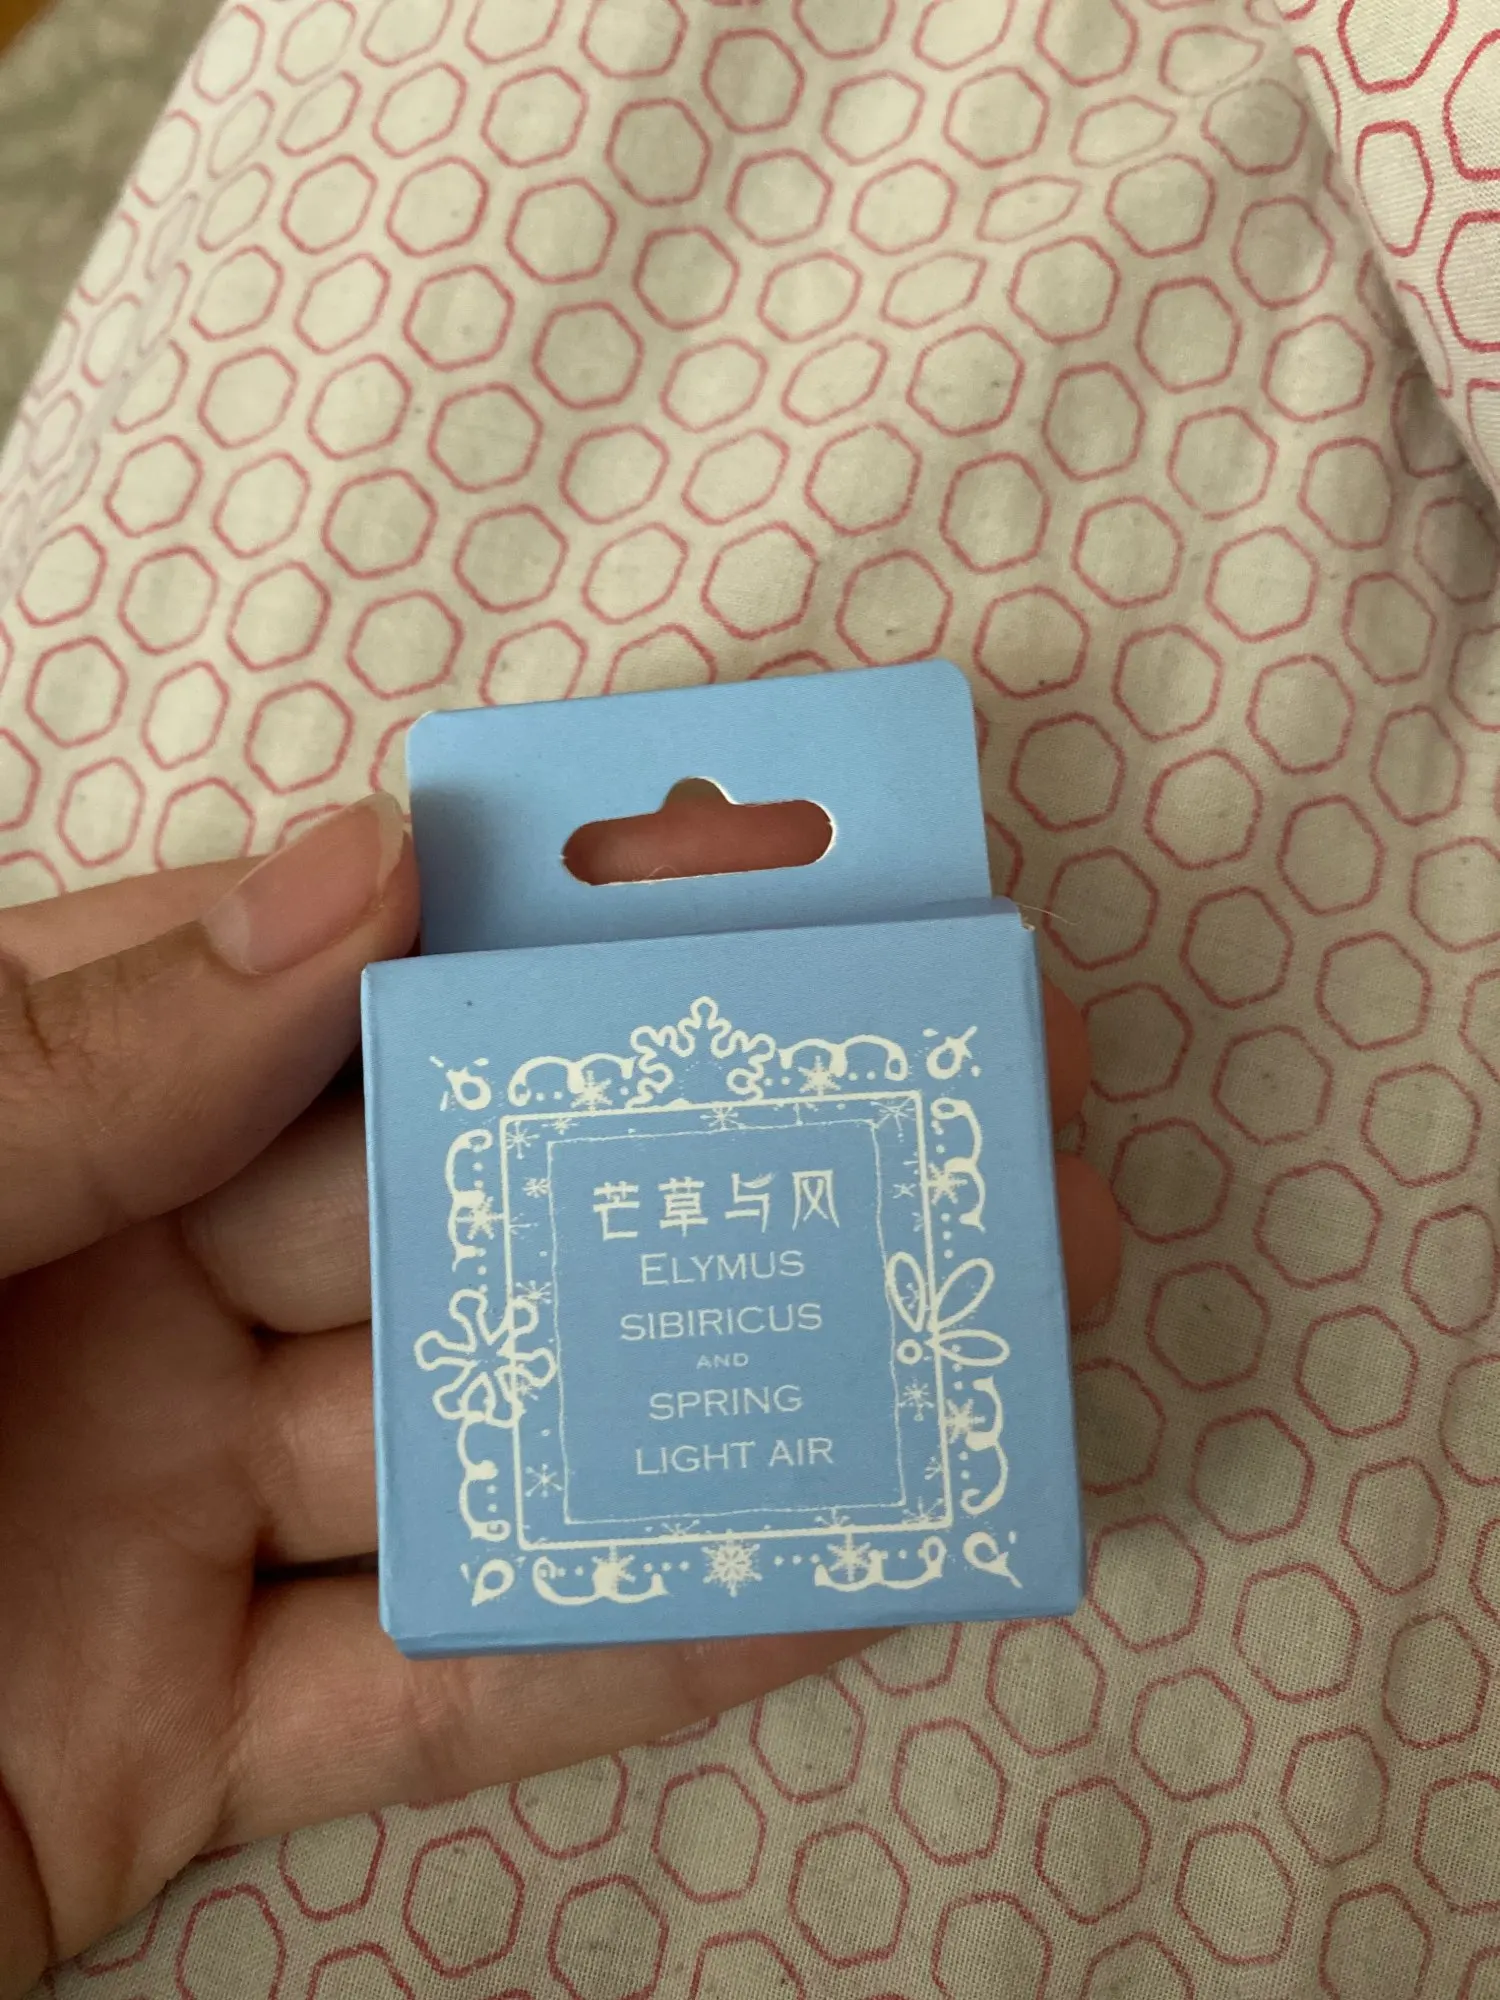 芒草与风
ELYMUS
SIBIRICUS
AND
SPRING
LIGHT AIR